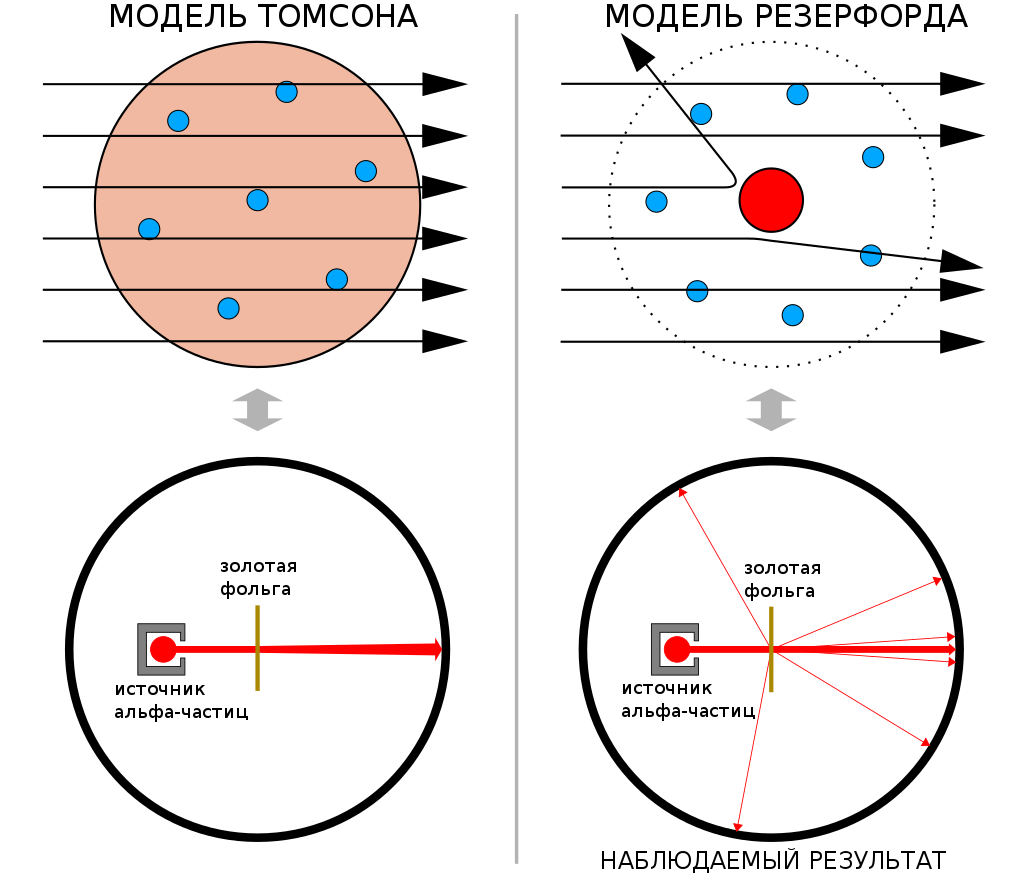 МОДЕЛЬ ТОМСОНА
МОДЕЛЬ РЕЗЕРФОРДА
золотая
фольга
источник
альфа-частиц
золотая
фольга
источник
альфа-частиц
НАБЛЮДАЕМЫЙ РЕЗУЛЬТАТ